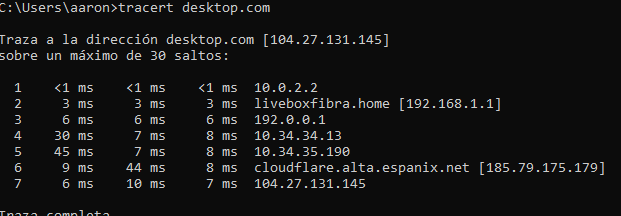 C:\Users\aaron>tracert desktop.com
Traza a la dirección desktop.com [104.27.131.145]
sobre un máximo de 30 saltos:
1 <1 ms <1 ms <1 ms 10.0.2.2
2 3 ms 3 ms 3 ms liveboxfibra.home [192.168.1.1]
3 6 ms 6 ms 6 ms 192.0.0.1
4 30 ms 7 ms 8 ms 10.34.34.13
5 45 ms 7 ms 8 ms 10.34.35.190
6 9 ms 44 ms 8 ms cloudflare.alta.espanix.net [185.79.175.179]
7 6 ms 10 ms 7 ms 104.27.131.145
Traza completa